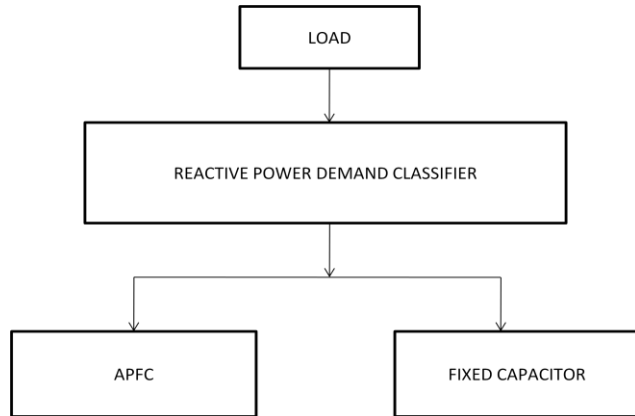 LOAD
REACTIVE POWER DEMAND CLASSIFIER
APFC
FIXED CAPACITOR